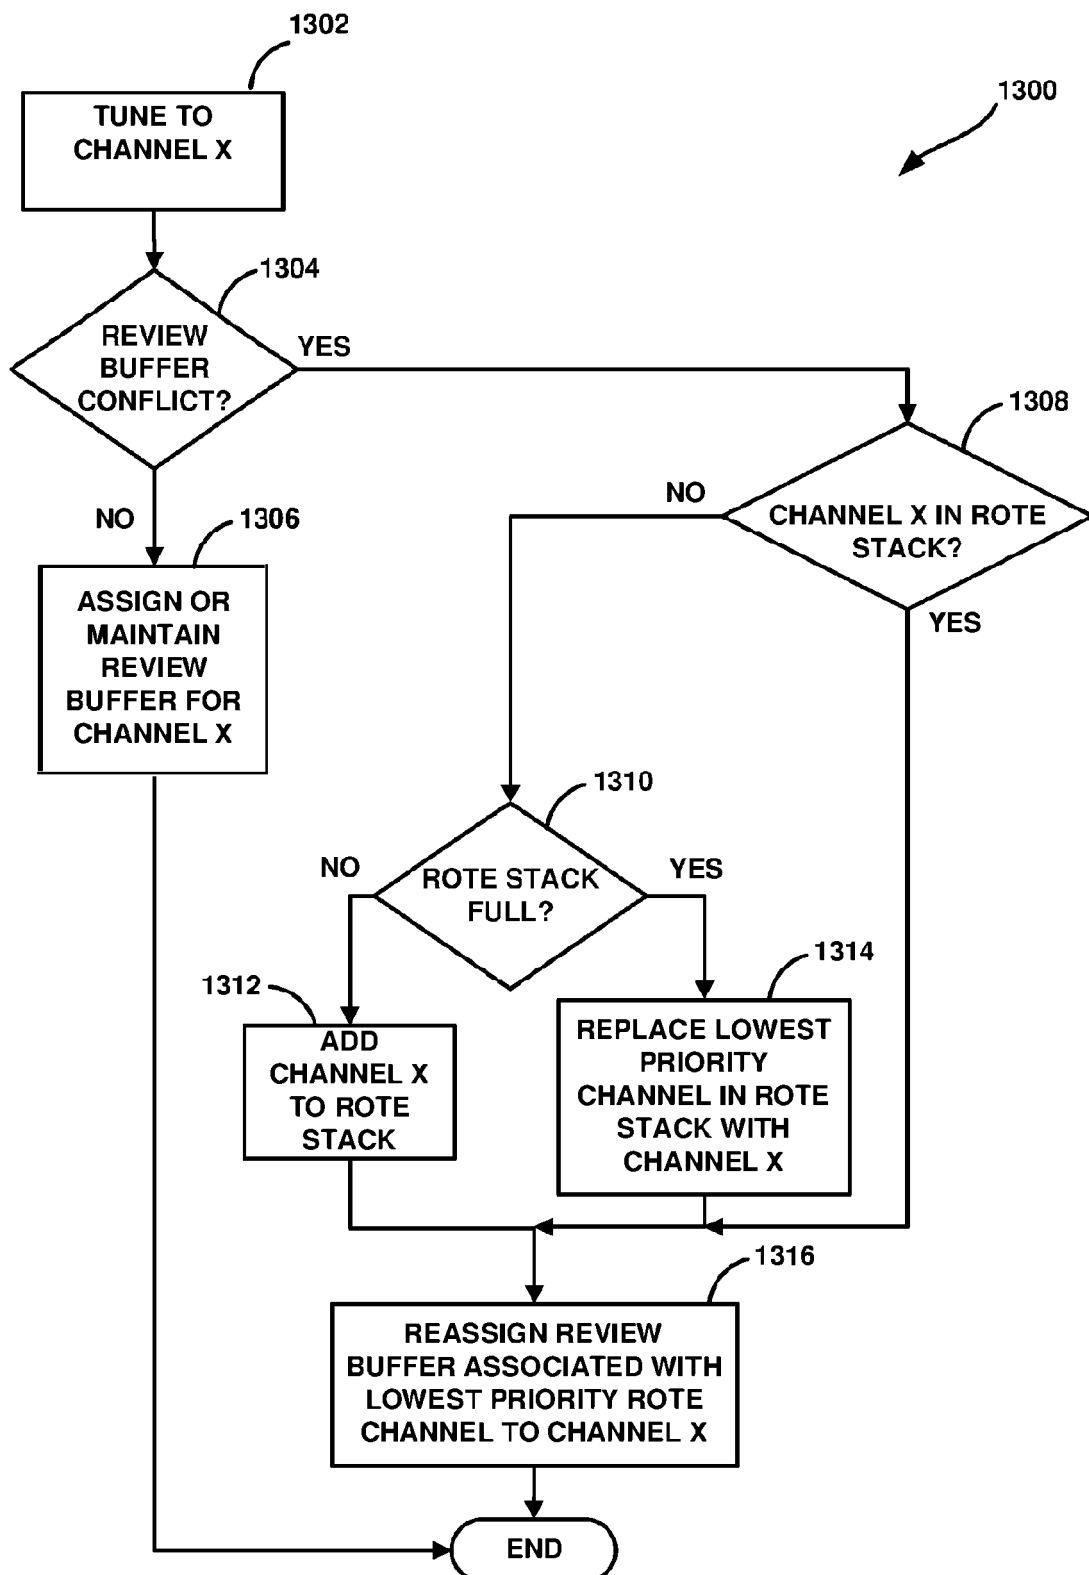 1302
TUNE TO
CHANNEL X
1300
1304
REVIEW
BUFFER
CONFLICT?
YES
NO
1308
CHANNEL X IN ROTE
STACK?
NO
YES
1306
ASSIGN OR
MAINTAIN
REVIEW
BUFFER FOR
CHANNEL X
1310
ROTE STACK
FULL?
NO
YES
1312
ADD
CHANNEL X
TO ROTE
STACK
1314
REPLACE LOWEST
PRIORITY
CHANNEL IN ROTE
STACK WITH
CHANNEL X
1316
REASSIGN REVIEW
BUFFER ASSOCIATED WITH
LOWEST PRIORITY ROTE
CHANNEL TO CHANNEL X
END